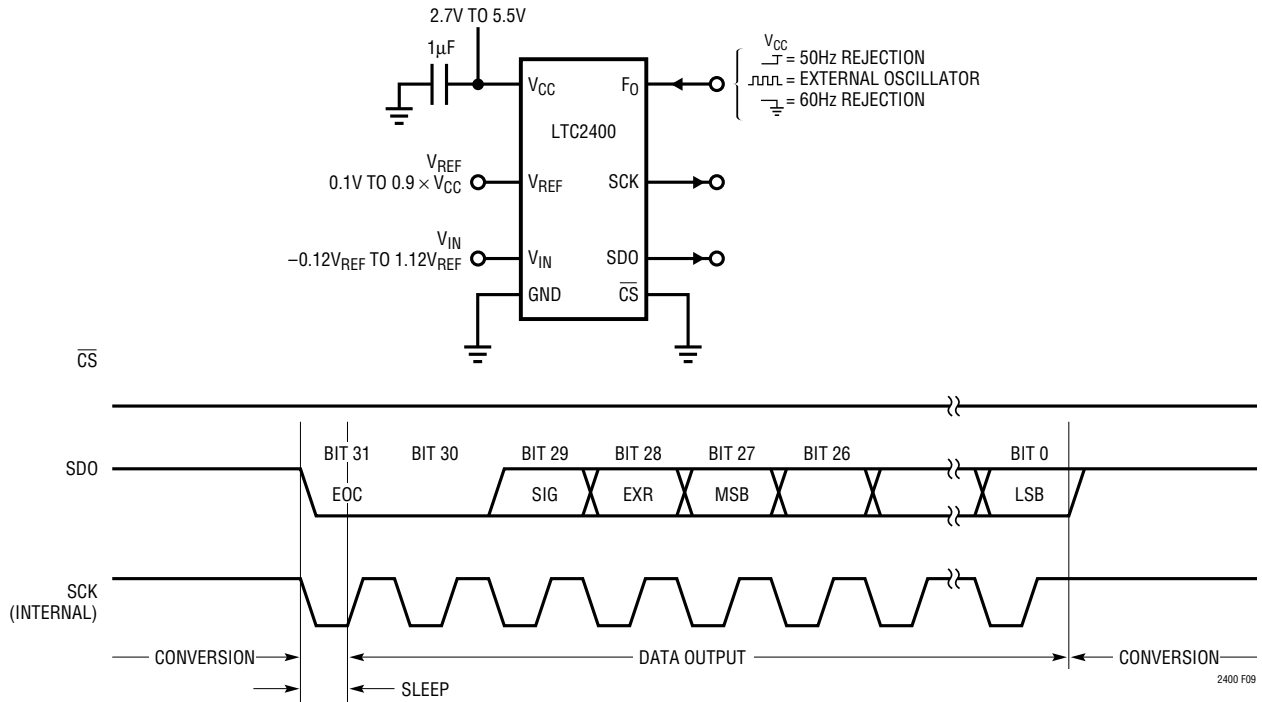 2.7V TO 5.5V
1μF
VCC
FO
LTC2400
VCC
= 50Hz REJECTION
= EXTERNAL OSCILLATOR
= 60Hz REJECTION
VREF
0.1V TO 0.9 × VCC
VREF
SCK
VIN
–0.12VREF TO 1.12VREF
VIN
SDO
GND
CS
CS
SDO
BIT 31
BIT 30
BIT 29
BIT 28
BIT 27
BIT 26
BIT 0
EOC
SIG
EXR
MSB
LSB
SCK
(INTERNAL)
CONVERSION
DATA OUTPUT
CONVERSION
SLEEP
2400 F09